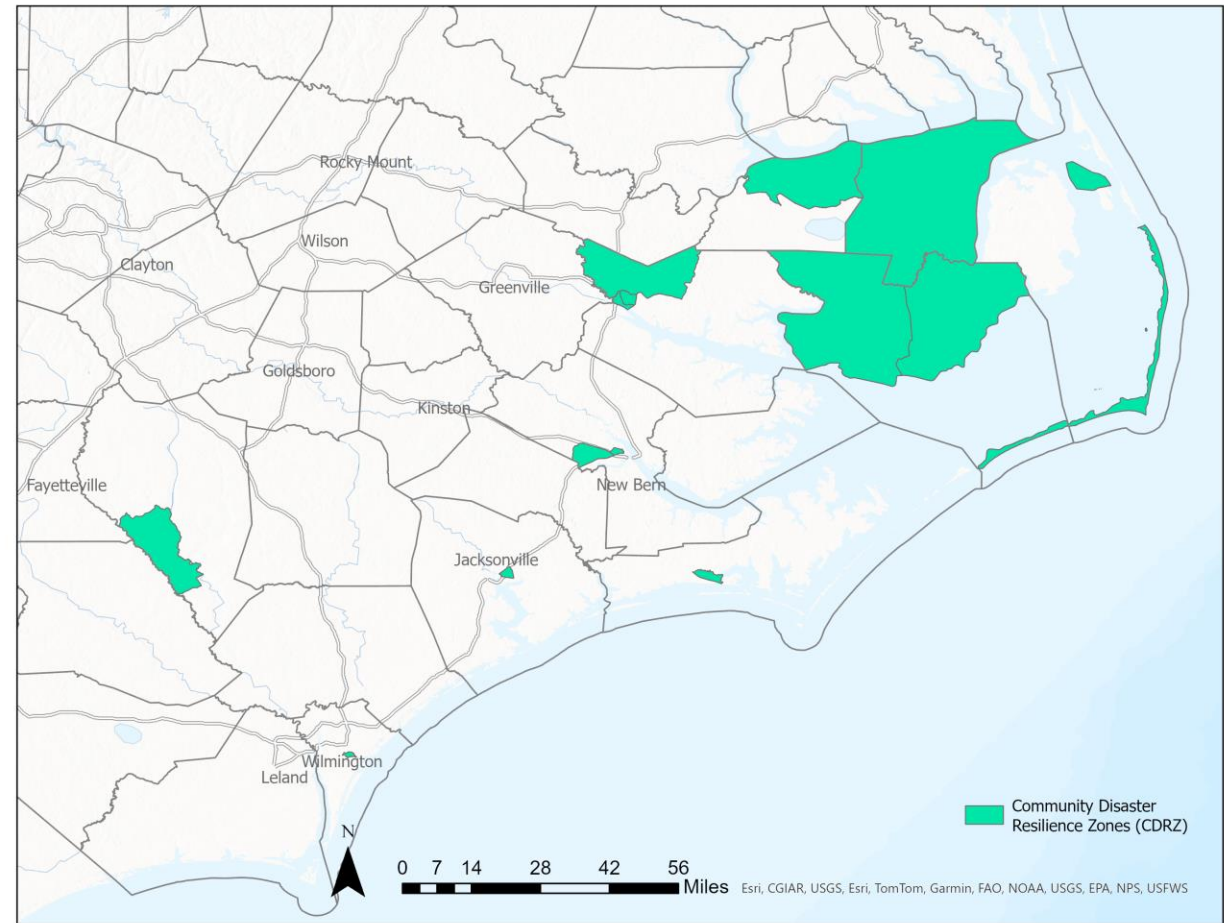 Rocky Mount
Wilson
Clayton
Greenville
Goldsboro
Kinston
Fayetteville
New Bern
Jacksonville
Wilmington
Leland
Community Disaster
Resilience Zones (CDRZ)
N
0 7 14 28 42 56
Miles
Esri, CGIAR, USGS, Esri, TomTom, Garmin, FAO, NOAA, USGS, EPA, NPS, USFWS